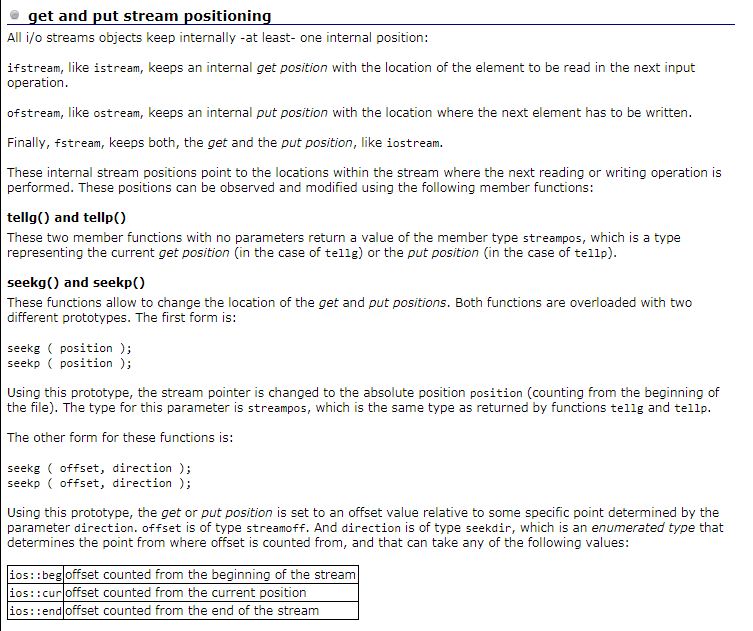 get and put stream positioning
All i/o streams objects keep internally -at least- one internal position:
ifstream, like istream, keeps an internal get position with the location of the element to be read in the next input
operation.
ofstream, like ostream, keeps an internal put position with the location where the next element has to be written.
Finally, fstream, keeps both, the get and the put position, like iostream.
These internal stream positions point to the locations within the stream where the next reading or writing operation is
performed. These positions can be observed and modified using the following member functions:
tellg() and tellp()
These two member functions with no parameters return a value of the member type streampos, which is a type
representing the current get position (in the case of tellg) or the put position (in the case of tellp).
seekg() and seekp()
These functions allow to change the location of the get and put positions. Both functions are overloaded with two
different prototypes. The first form is:
seekg ( position );
seekp ( position );
Using this prototype, the stream pointer is changed to the absolute position position (counting from the beginning of
the file). The type for this parameter is streampos, which is the same type as returned by functions tellg and tellp.
The other form for these functions is:
seekg ( offset, direction );
seekp ( offset, direction );
Using this prototype, the get or put position is set to an offset value relative to some specific point determined by the
parameter direction. offset is of type streamoff. And direction is of type seekdir, which is an enumerated type that
determines the point from where offset is counted from, and that can take any of the following values:
ios::beg offset counted from the beginning of the stream
ios::cur offset counted from the current position
ios::end offset counted from the end of the stream